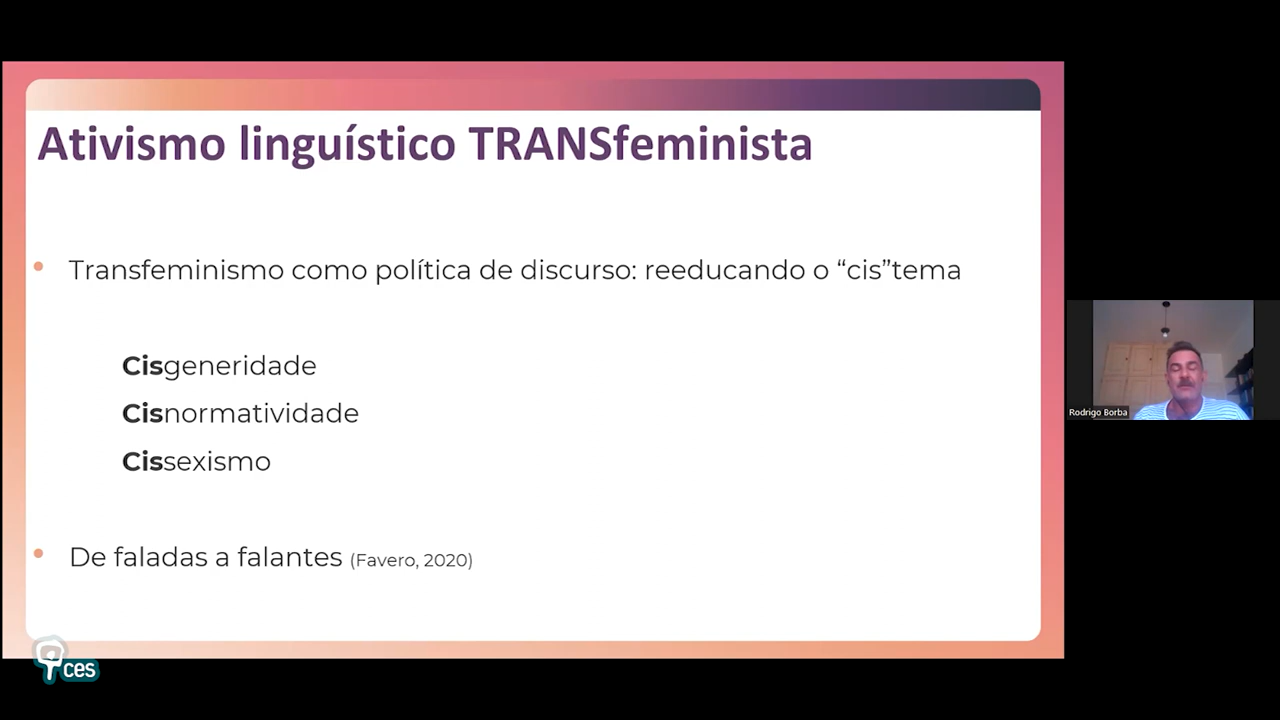 Ativismo linguístico TRANSfeminista
• Transfeminismo como política de discurso: reeducando o “cis”tema
Cisgeneridade
Cisnormatividade
Cissexismo
• De faladas a falantes (Favero, 2020)
Rodrigo Borba
ces